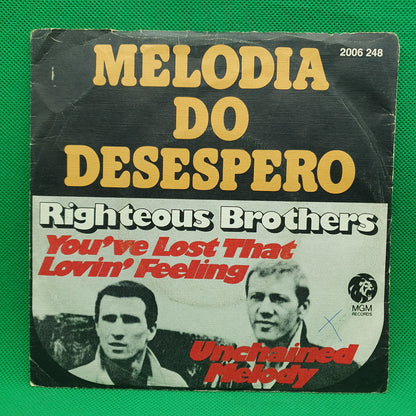 2006 248
MELODIA
DO
DESESPERO
Righteous Brothers
You've Lost That
Lovin' Feeling
MGM
RECORDS
Unchained
Melody